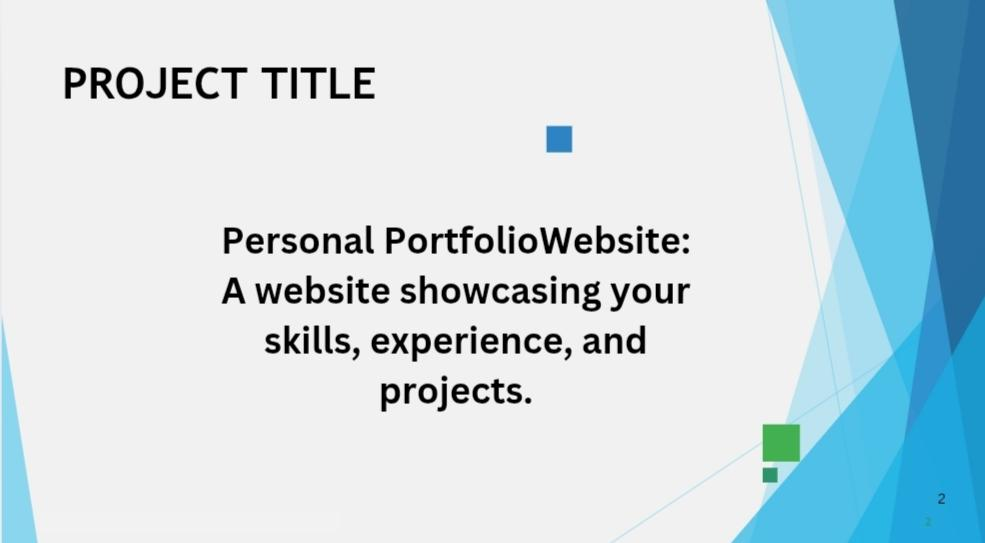 PROJECT TITLE
Personal PortfolioWebsite:
A website showcasing your
skills, experience, and
projects.
2
2